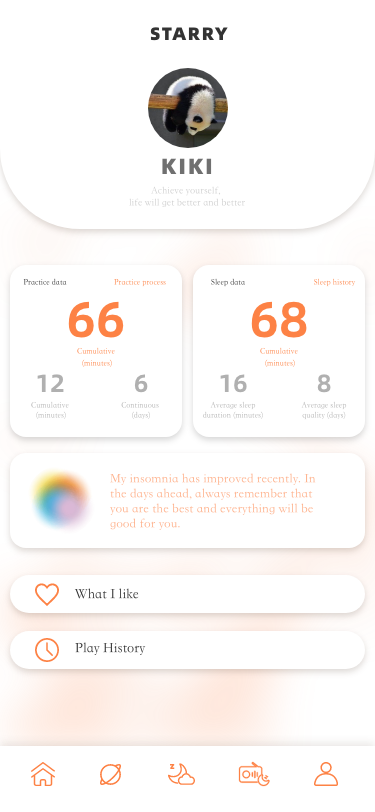 STARRY
KIKI
Achieve yourself,
life will get better and better
Practice data
Practice process
66
Cumulative
(minutes)
12
Cumulative
(minutes)
6
Continuous
(days)
Sleep data
Sleep history
68
Cumulative
(minutes)
16
Average sleep
duration (minutes)
8
Average sleep
quality (days)
My insomnia has improved recently. In
the days ahead, always remember that
you are the best and everything will be
good for you.
What I like
Play History